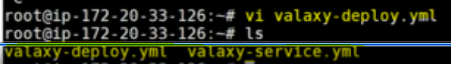 root@ip-172-20-33-126:~# vi valaxy-deploy.yml
root@ip-172-20-33-126:~# ls
valaxy-deploy.yml  valaxy-service.yml